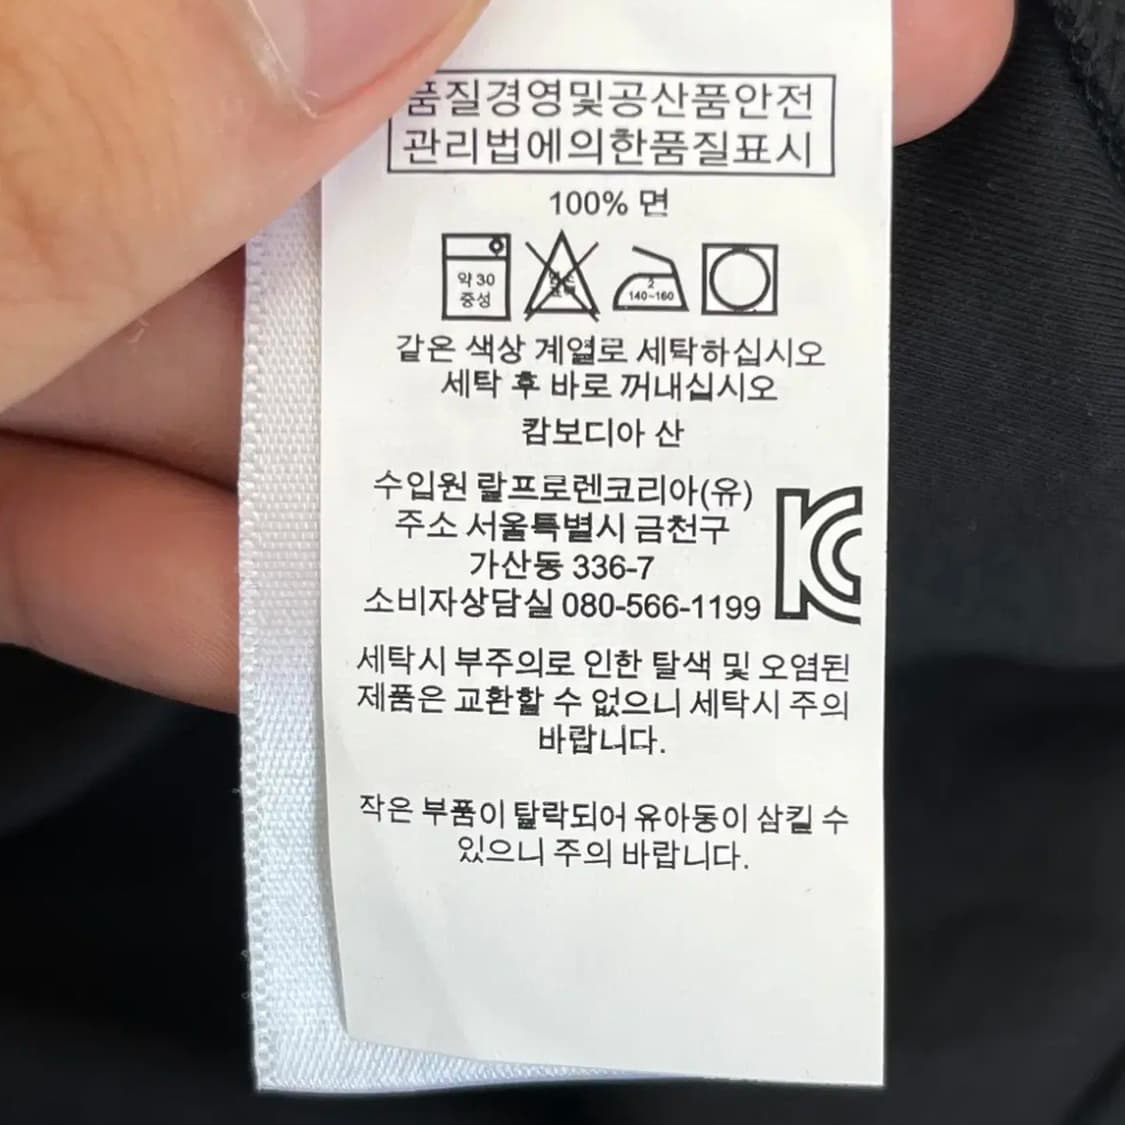 품질경영및공산품안전
관리법에의한품질표시
100% 면
약 30
중성
2
140~160
같은 색상 계열로 세탁하십시오
세탁 후 바로 꺼내십시오
캄보디아 산
수입원 랄프로렌코리아(유)
주소 서울특별시 금천구
가산동 336-7
소비자상담실 080-566-1199
세탁시 부주의로 인한 탈색 및 오염된
제품은 교환할 수 없으니 세탁시 주의
바랍니다.
작은 부품이 탈락되어 유아동이 삼킬 수
있으니 주의 바랍니다.